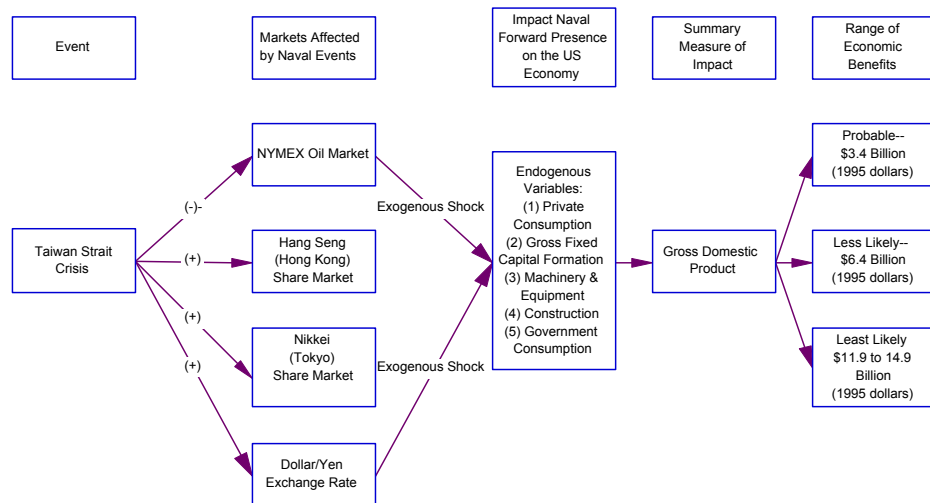 Event
Markets Affected
by Naval Events
Impact Naval
Forward Presence
on the US
Economy
Summary
Measure of
Impact
Range of
Economic
Benefits
Taiwan Strait
Crisis
(-)-
(+)
(+)
(+)
NYMEX Oil Market
Hang Seng
(Hong Kong)
Share Market
Nikkei
(Tokyo)
Share Market
Dollar/Yen
Exchange Rate
Exogenous Shock
Exogenous Shock
Endogenous
Variables:
(1) Private
Consumption
(2) Gross Fixed
Capital Formation
(3) Machinery &
Equipment
(4) Construction
(5) Government
Consumption
Gross Domestic
Product
Probable--
$3.4 Billion
(1995 dollars)
Less Likely--
$6.4 Billion
(1995 dollars)
Least Likely
$11.9 to 14.9
Billion
(1995 dollars)